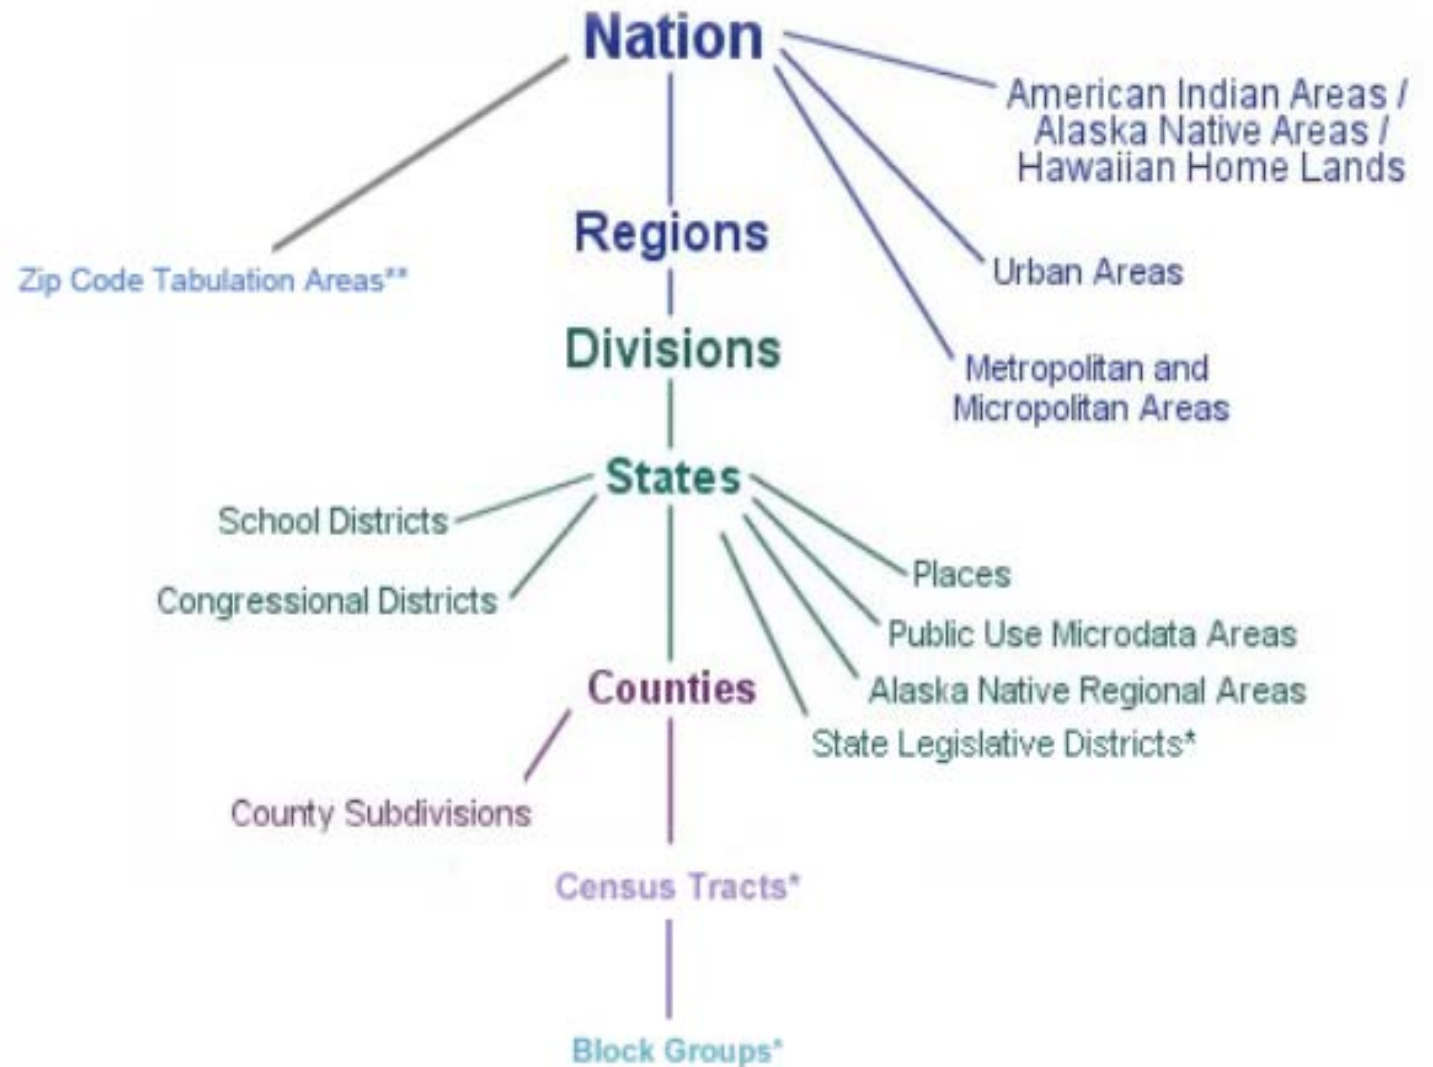 Nation
American Indian Areas /
Alaska Native Areas /
Hawaiian Home Lands
Regions
Zip Code Tabulation Areas**
Urban Areas
Divisions
Metropolitan and
Micropolitan Areas
States
School Districts
Places
Congressional Districts
Public Use Microdata Areas
Counties
Alaska Native Regional Areas
State Legislative Districts*
County Subdivisions
Census Tracts*
Block Groups*